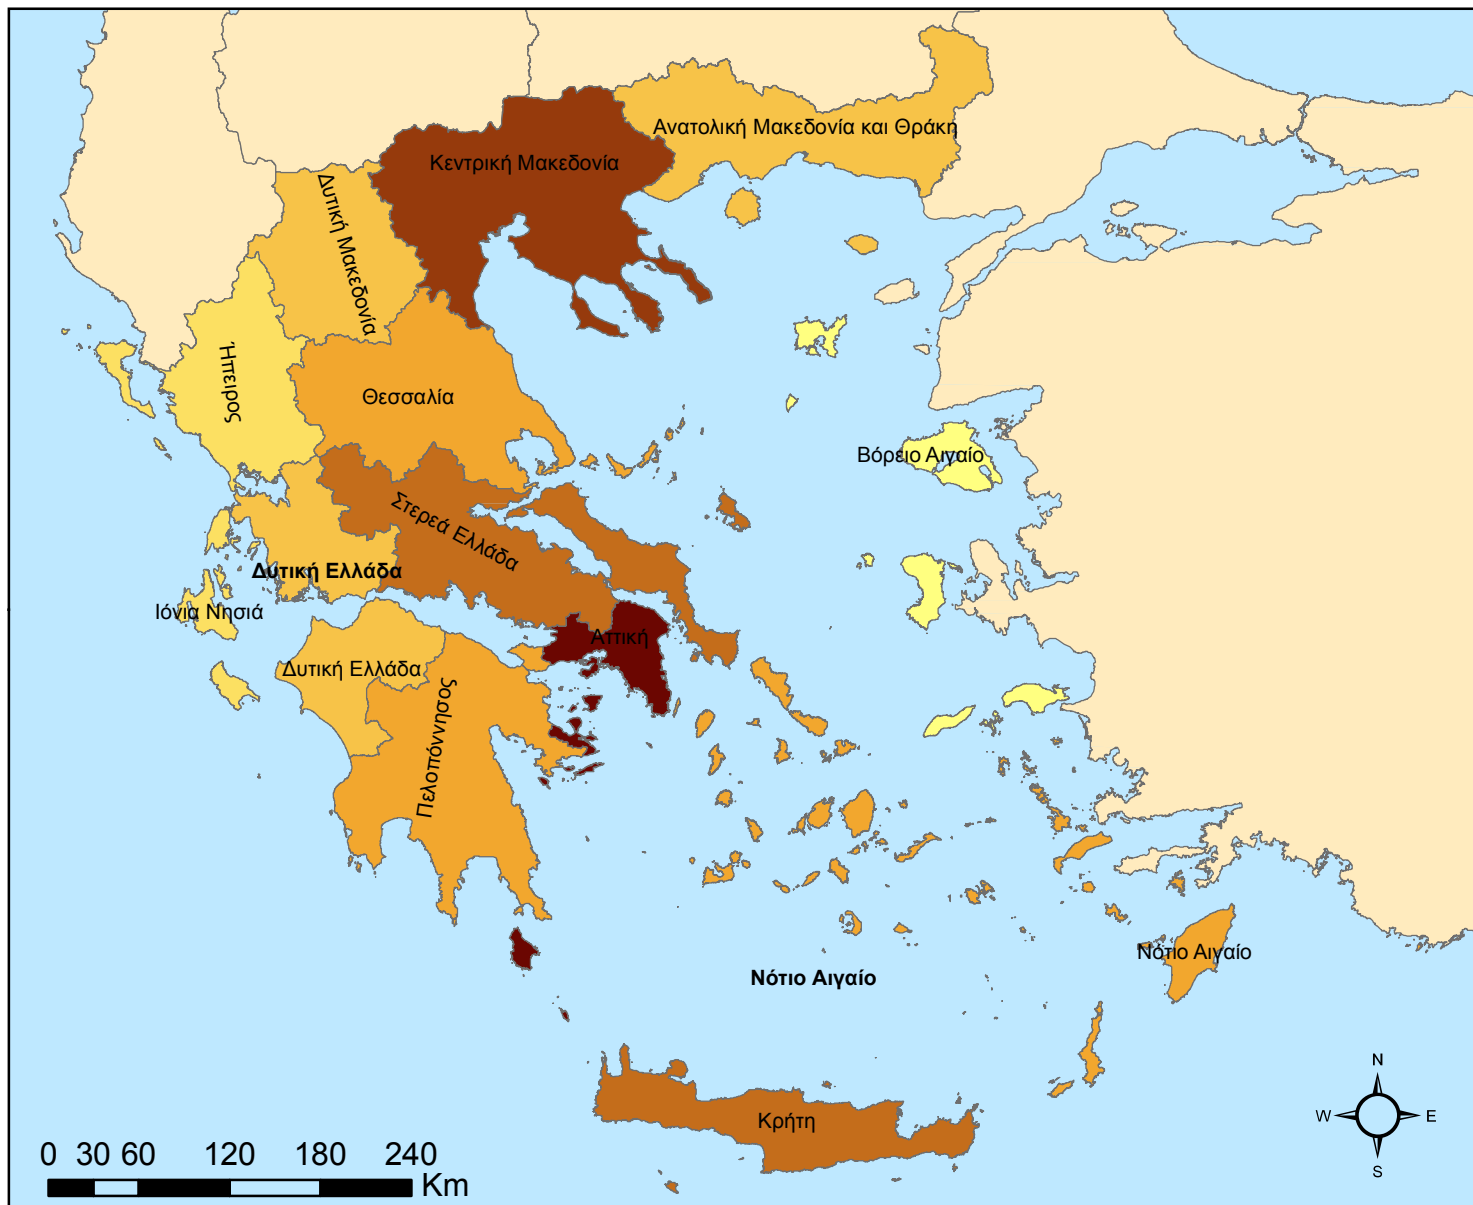 Ανατολική Μακεδονία και Θράκη
Κεντρική Μακεδονία
Δυτική Μακεδονία
Ήπειρος
Θεσσαλία
Βόρειο Αιγαίο
Στερεά Ελλάδα
Δυτική Ελλάδα
Ιόνια Νησιά
Αττική
Δυτική Ελλάδα
Πελοπόννησος
Νότιο Αιγαίο
Νότιο Αιγαίο
Κρήτη
N
W E
S
0 30 60 120 180 240
Km